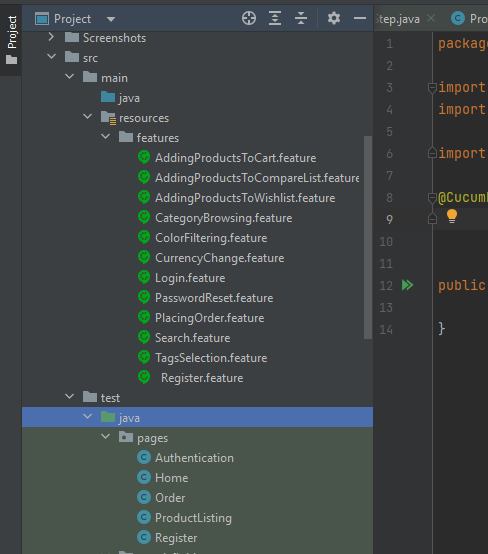 Project
Project
Step.java
Pro
Screenshots
src
main
java
resources
features
AddingProductsToCart.feature
AddingProductsToCompareList.feature
AddingProductsToWishlist.feature
CategoryBrowsing.feature
ColorFiltering.feature
CurrencyChange.feature
Login.feature
PasswordReset.feature
PlacingOrder.feature
Search.feature
TagsSelection.feature
Register.feature
test
java
pages
Authentication
Home
Order
ProductListing
Register
1 packag
2
3 import
4 import
5
6 import
7
8 @Cucumb
9
10
11
12 public
13
14 }